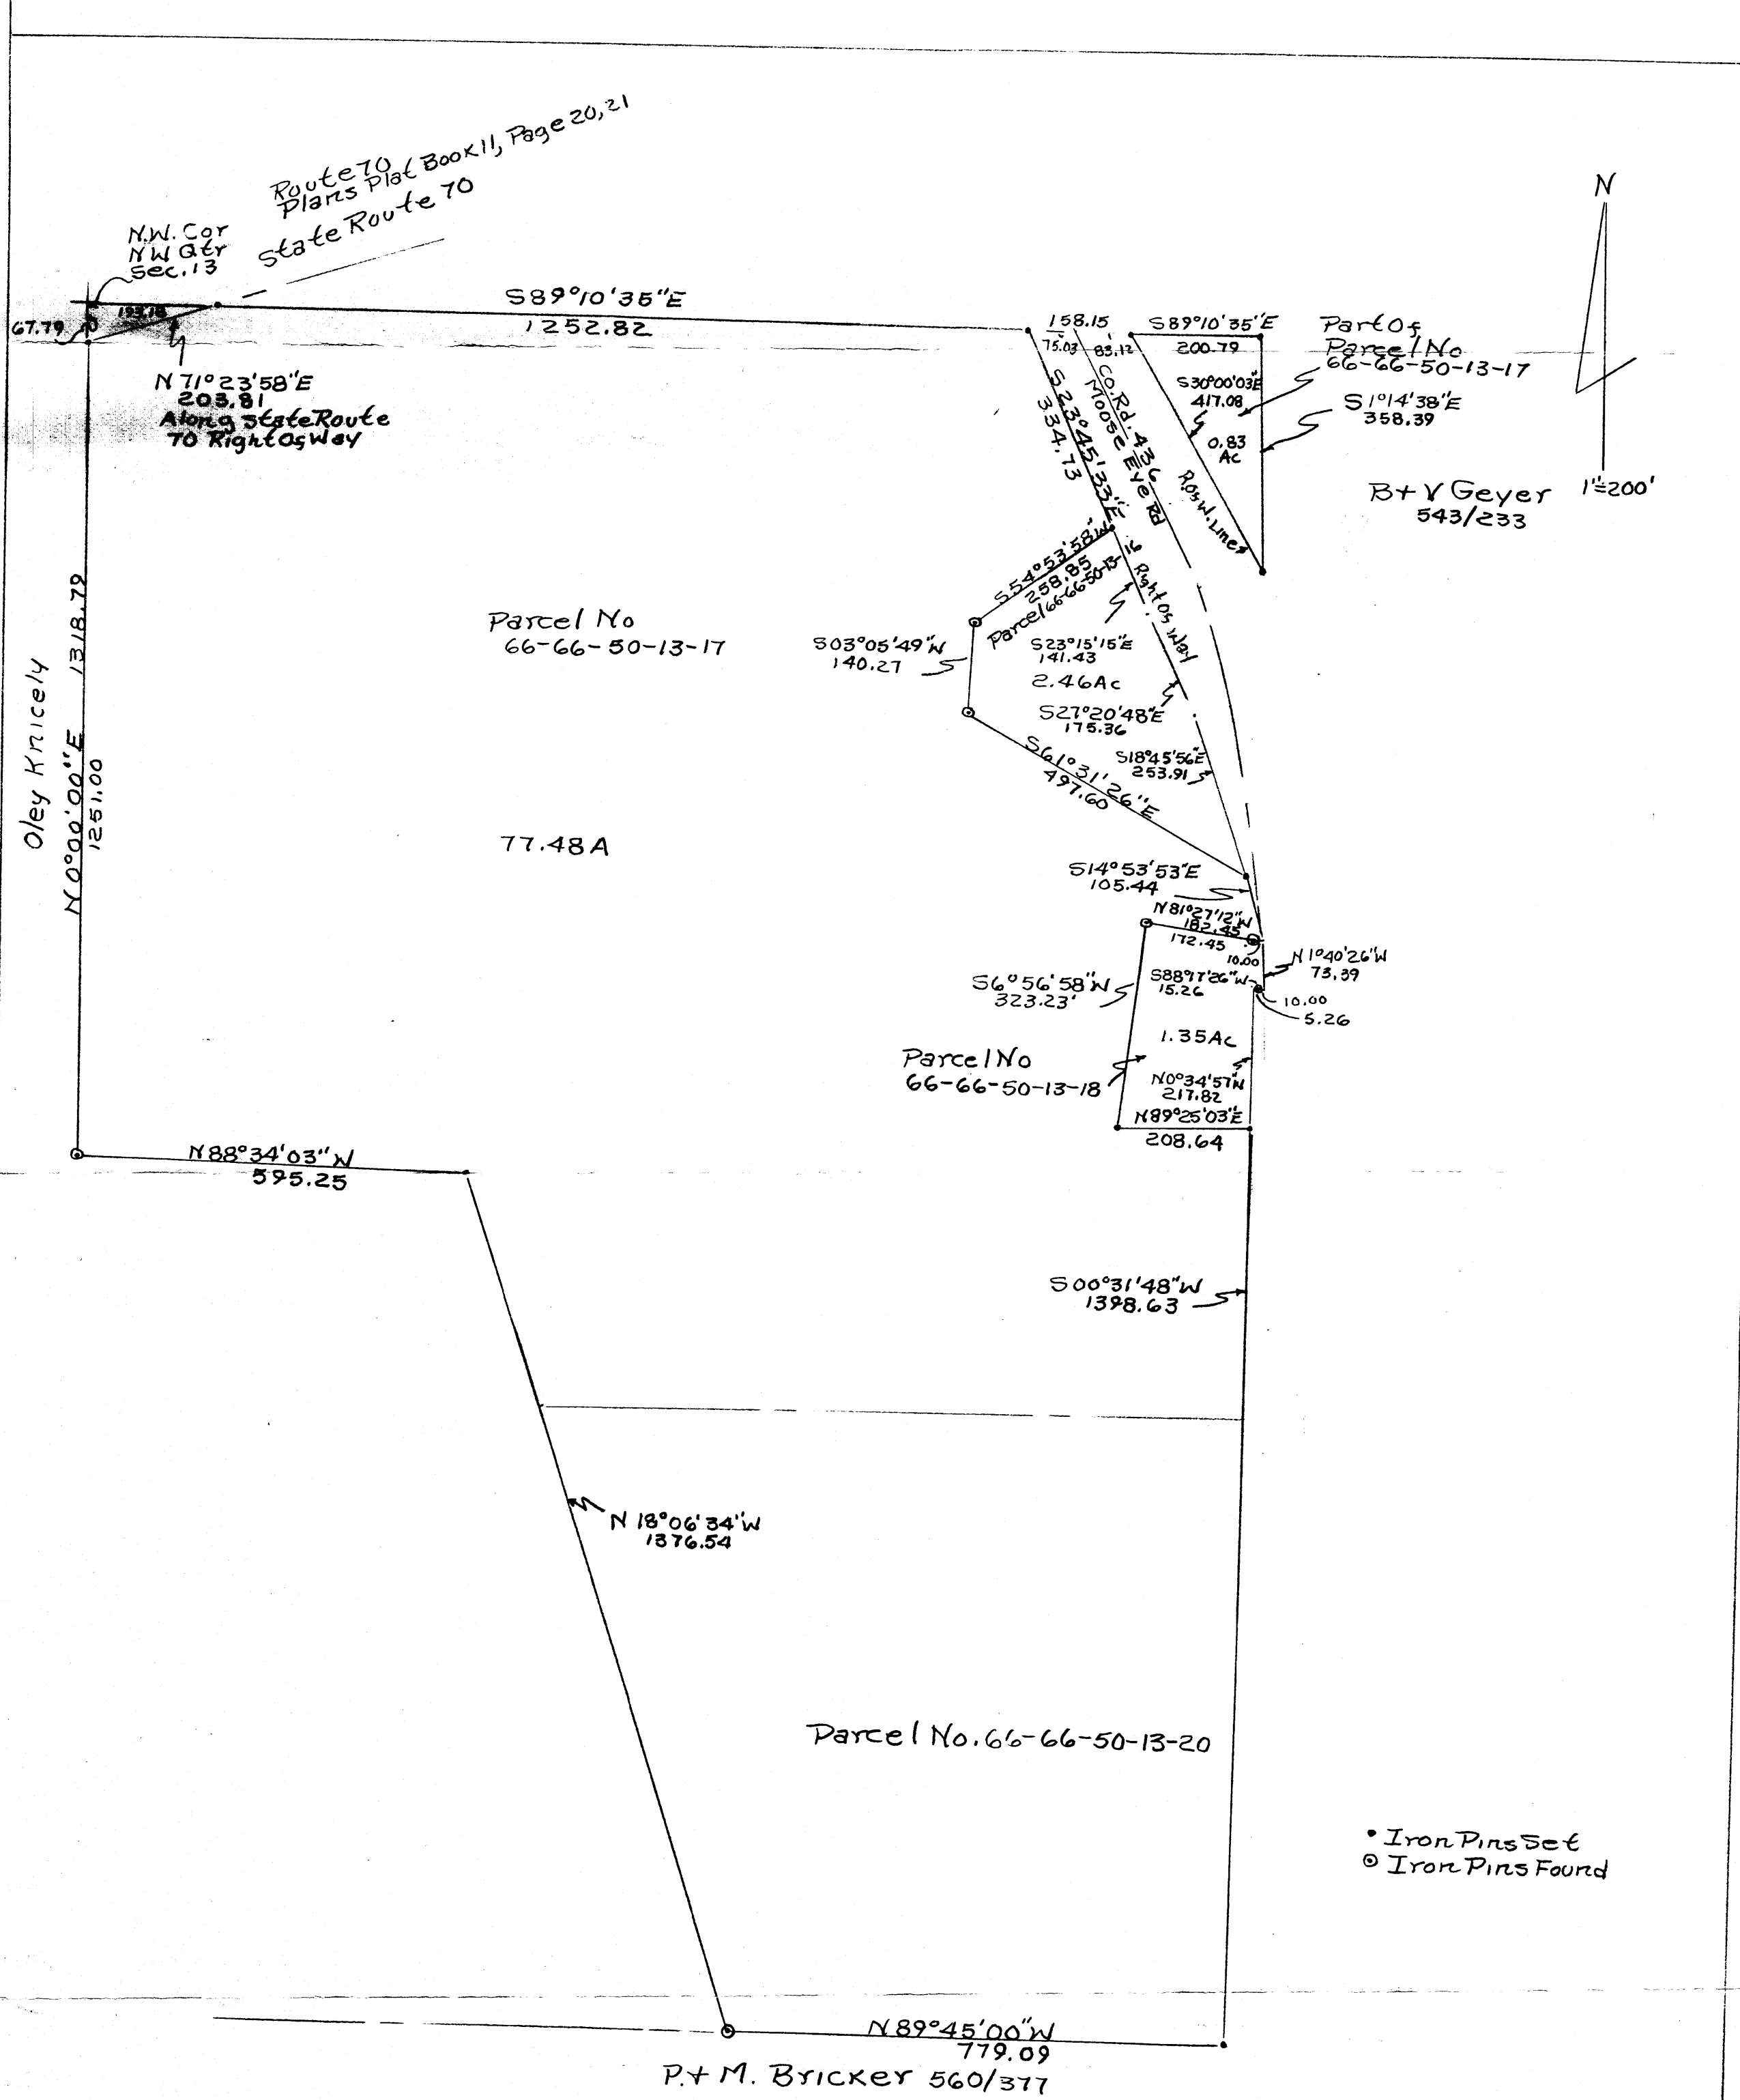 Route 70
Plans Plat Book 11, Page 20, 21
State Route 70
N.W. Cor
NW Qtr
Sec. 13
67.79
193.18
N 71°23'58"E
203.81
Along State Route
70 Right Of Way
S89°10'35"E
1252.82
158.15
75.03
83.12
S89°10'35"E
200.79
Part Of
Parcel No
66-66-50-13-17
S30°00'03"E
417.08
S1°14'38"E
358.39
0.83
Ac
R.of W. Line
N
1"=200'
B+V Geyer
543/233
Co.Rd. 436
Moose Eye Rd
S23°45'33"E
334.73
S54°53'58"W
258.85
Parcel 66-66-50-13-16
Right Of Way
Parcel No
66-66-50-13-17
S03°05'49"W
140.27
S23°15'15"E
141.43
2.46Ac
S27°20'48"E
175.36
S18°45'56"E
253.91
S61°31'26"E
497.60
Oley Knicely
N0°00'00"E 1318.79
1251.00
77.48A
S14°53'53"E
105.44
N81°27'12"W
182.45
172.45
10.00
N1°40'26"W
73.39
S6°56'58"W
323.23'
15.26
10.00
5.26
1.35Ac
Parcel No
66-66-50-13-18
N0°34'57"W
217.82
N89°25'03"E
208.64
N88°34'03"W
595.25
S00°31'48"W
1398.63
N 18°06'34"W
1376.54
Parcel No. 66-66-50-13-20
• Iron Pins Set
⊙ Iron Pins Found
N89°45'00"W
779.09
P.+M. Bricker 560/377